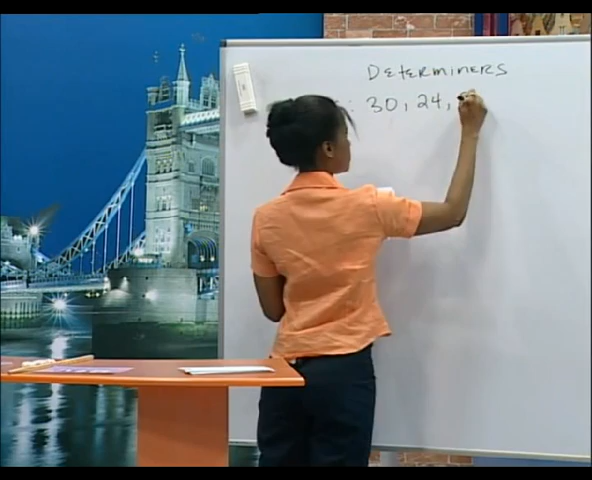 DETERMINERS
: 30, 24,